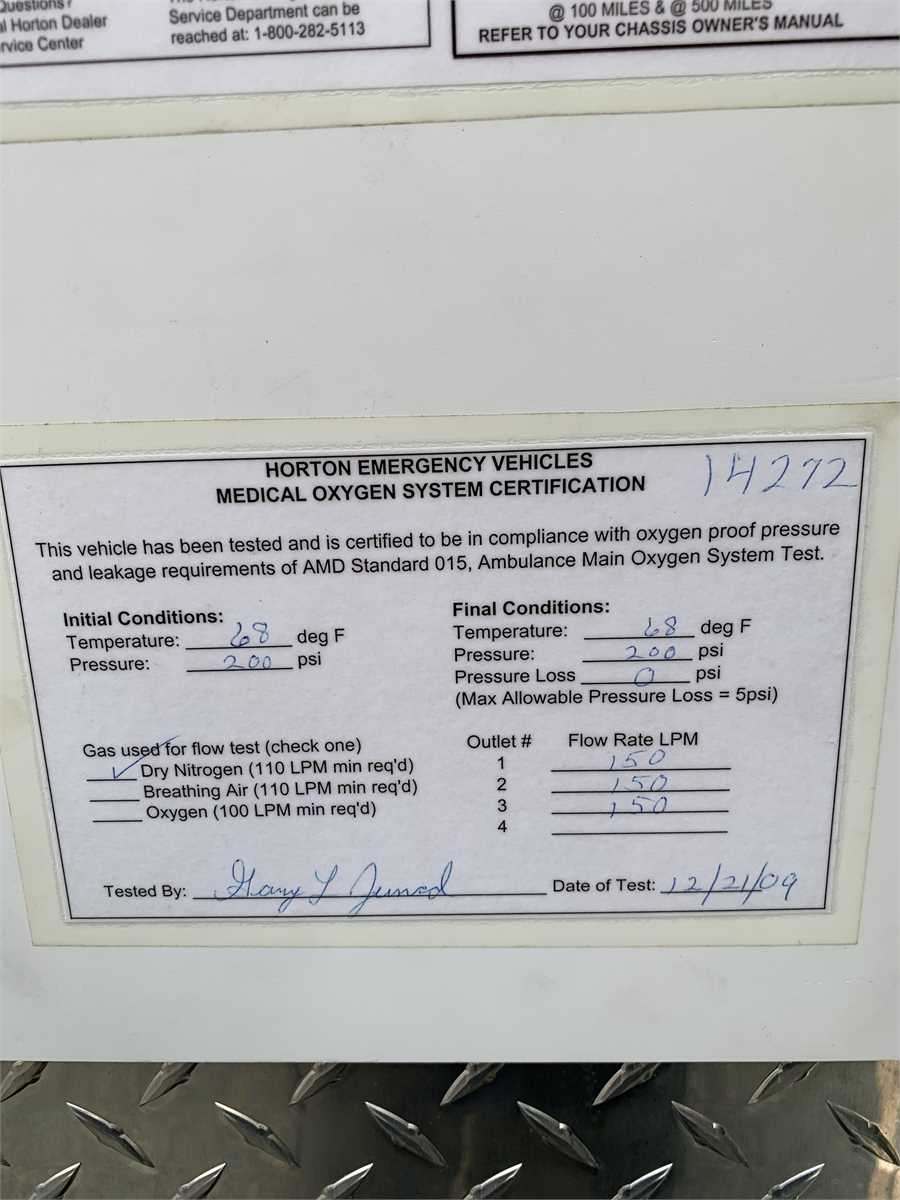 Questions?
al Horton Dealer
rvice Center
Service Department can be
reached at: 1-800-282-5113
@ 100 MILES & @ 500 MILES
REFER TO YOUR CHASSIS OWNER'S MANUAL
HORTON EMERGENCY VEHICLES
MEDICAL OXYGEN SYSTEM CERTIFICATION
14272
This vehicle has been tested and is certified to be in compliance with oxygen proof pressure
and leakage requirements of AMD Standard 015, Ambulance Main Oxygen System Test.
Initial Conditions:
Temperature: 68 deg F
Pressure: 200 psi
Final Conditions:
Temperature: 68 deg F
Pressure: 200 psi
Pressure Loss 0 psi
(Max Allowable Pressure Loss = 5psi)
Gas used for flow test (check one)
✓ Dry Nitrogen (110 LPM min req'd)
Breathing Air (110 LPM min req'd)
Oxygen (100 LPM min req'd)
Outlet # Flow Rate LPM
1 150
2 150
3 150
4
Tested By: Gary L
Date of Test: 12/21/09